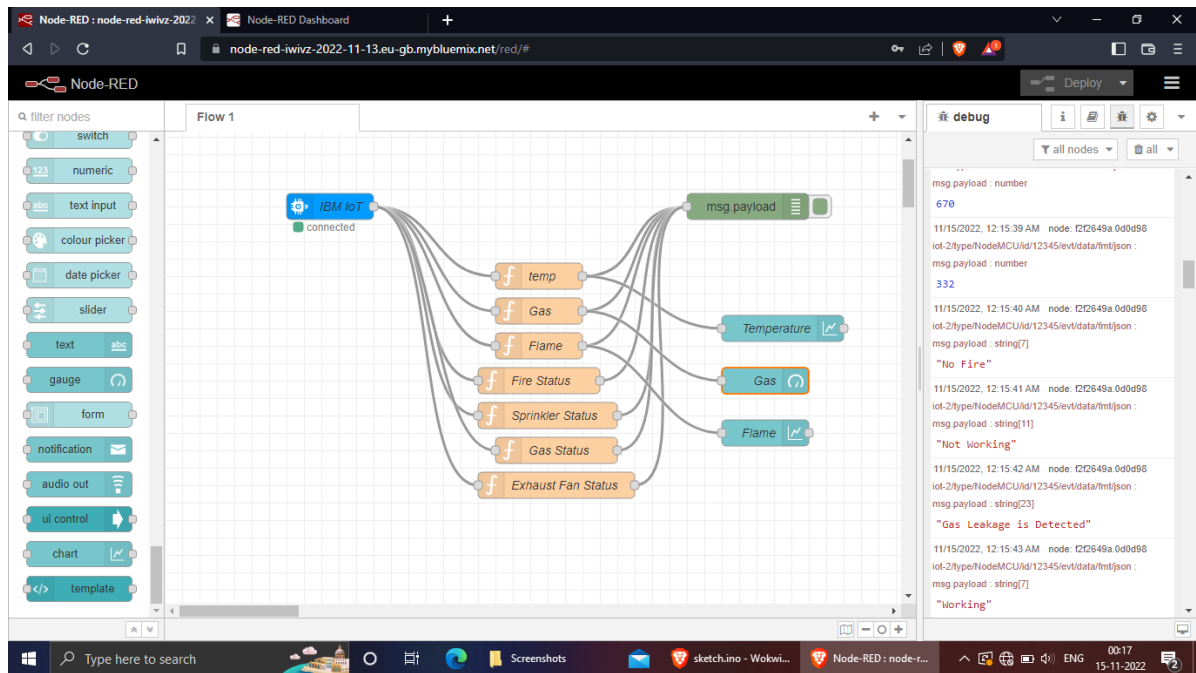 Node-RED : node-red-iwivz-2022
Node-RED Dashboard
node-red-iwivz-2022-11-13.eu-gb.mybluemix.net/red/#
1
Node-RED
Deploy
filter nodes
Flow 1
debug
all nodes
all
switch
123
numeric
abc
text input
colour picker
date picker
slider
text
abc
gauge
form
notification
audio out
ui control
chart
template
IBM IoT
connected
msg.payload
temp
Gas
Flame
Fire Status
Sprinkler Status
Gas Status
Exhaust Fan Status
Temperature
Gas
Flame
msg.payload : number
670
11/15/2022, 12:15:39 AM node: f2f2649a.0d0d98
iot-2/type/NodeMCU/id/12345/evt/data/fmt/json :
msg.payload : number
332
11/15/2022, 12:15:40 AM node: f2f2649a.0d0d98
iot-2/type/NodeMCU/id/12345/evt/data/fmt/json :
msg.payload : string[7]
"No Fire"
11/15/2022, 12:15:41 AM node: f2f2649a.0d0d98
iot-2/type/NodeMCU/id/12345/evt/data/fmt/json :
msg.payload : string[11]
"Not Working"
11/15/2022, 12:15:42 AM node: f2f2649a.0d0d98
iot-2/type/NodeMCU/id/12345/evt/data/fmt/json :
msg.payload : string[23]
"Gas Leakage is Detected"
11/15/2022, 12:15:43 AM node: f2f2649a.0d0d98
iot-2/type/NodeMCU/id/12345/evt/data/fmt/json :
msg.payload : string[7]
"Working"
Type here to search
Screenshots
sketch.ino - Wokwi...
Node-RED : node-r...
ENG
00:17
15-11-2022
2